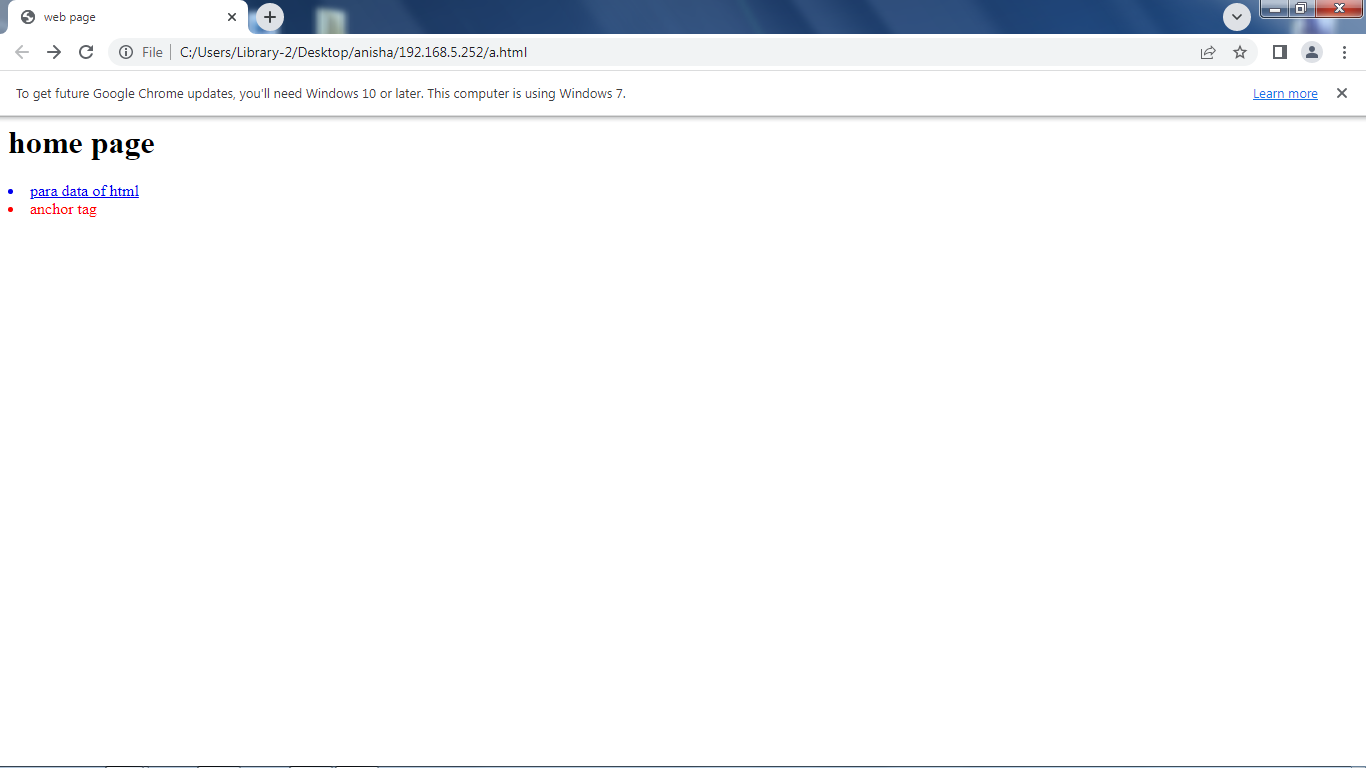 web page
File C:/Users/Library-2/Desktop/anisha/192.168.5.252/a.html
To get future Google Chrome updates, you'll need Windows 10 or later. This computer is using Windows 7. Learn more
home page
para data of html
anchor tag